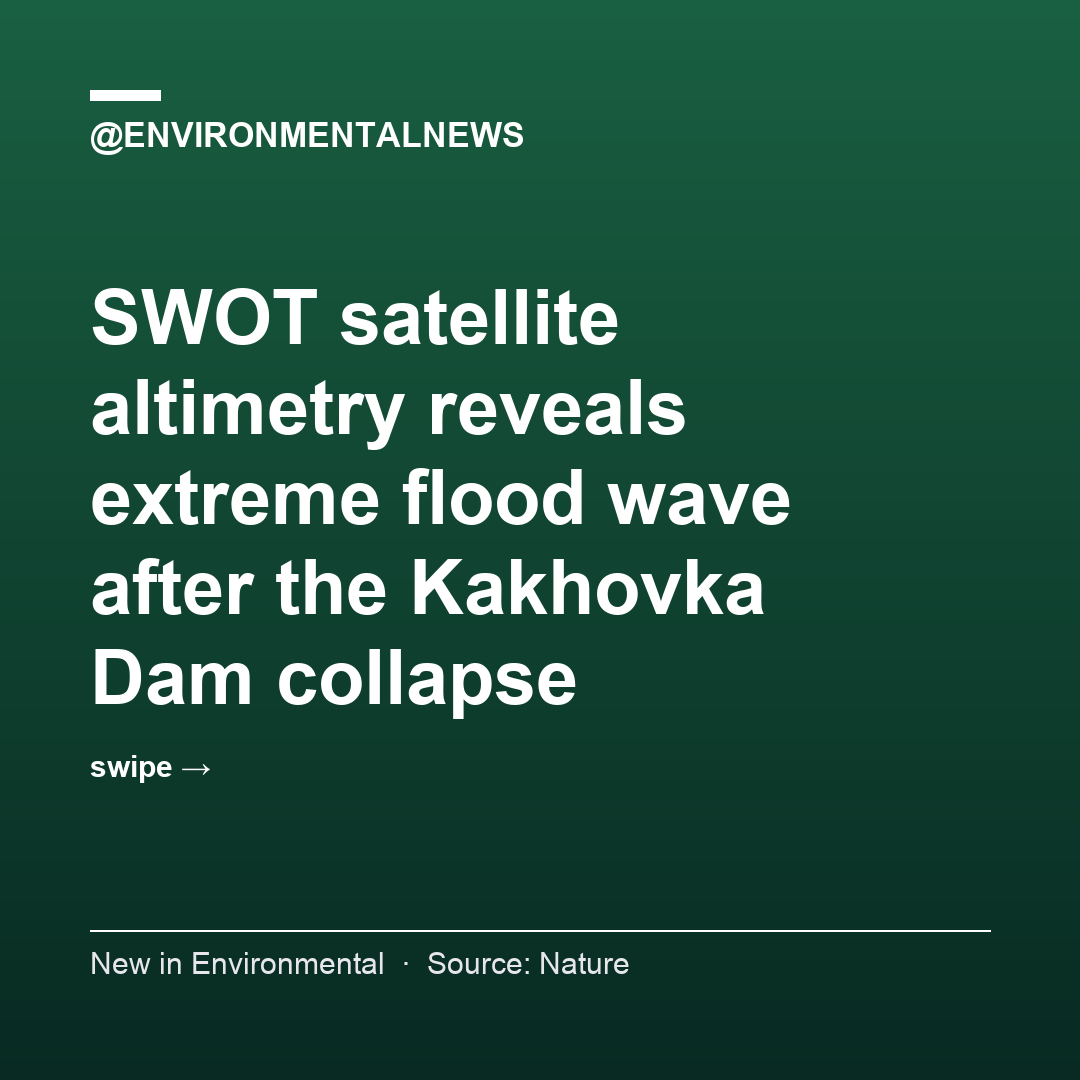 @ENVIRONMENTALNEWS
SWOT satellite
altimetry reveals
extreme flood wave
after the Kakhovka
Dam collapse
swipe →
New in Environmental · Source: Nature